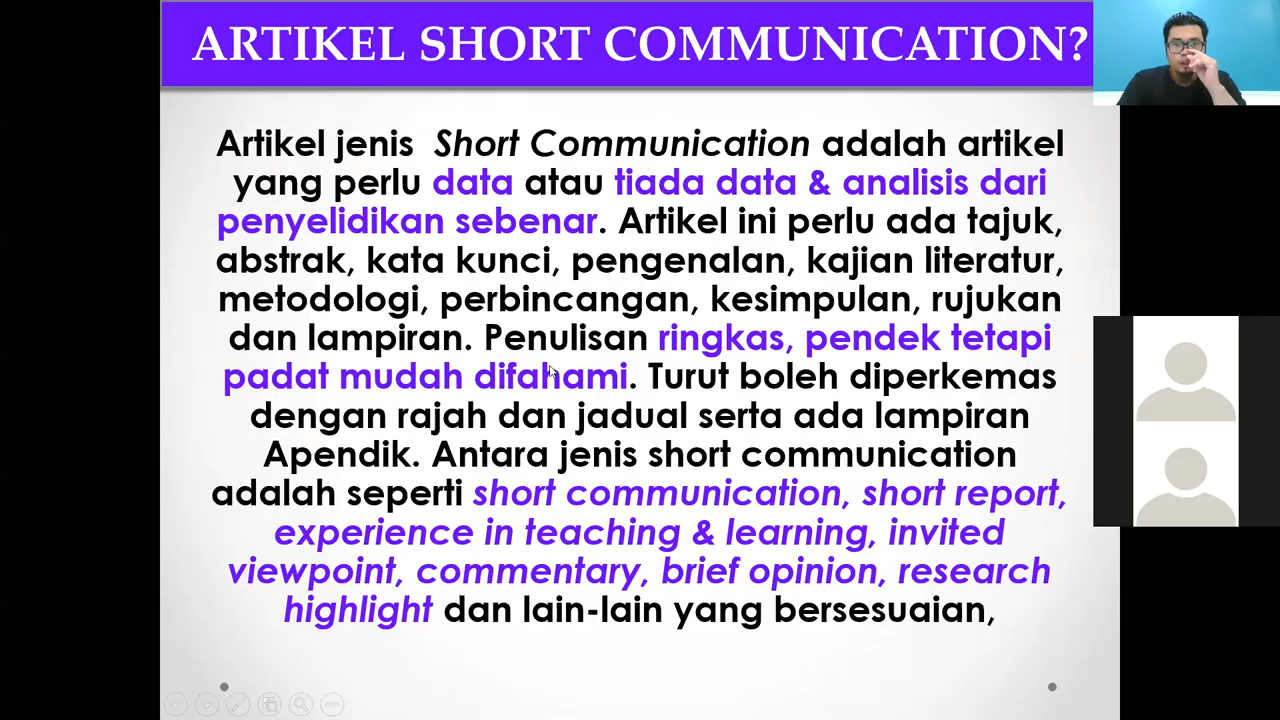 ARTIKEL SHORT COMMUNICATION?
Artikel jenis Short Communication adalah artikel
yang perlu data atau tiada data & analisis dari
penyelidikan sebenar. Artikel ini perlu ada tajuk,
abstrak, kata kunci, pengenalan, kajian literatur,
metodologi, perbincangan, kesimpulan, rujukan
dan lampiran. Penulisan ringkas, pendek tetapi
padat mudah difahami. Turut boleh diperkemas
dengan rajah dan jadual serta ada lampiran
Apendik. Antara jenis short communication
adalah seperti short communication, short report,
experience in teaching & learning, invited
viewpoint, commentary, brief opinion, research
highlight dan lain-lain yang bersesuaian,